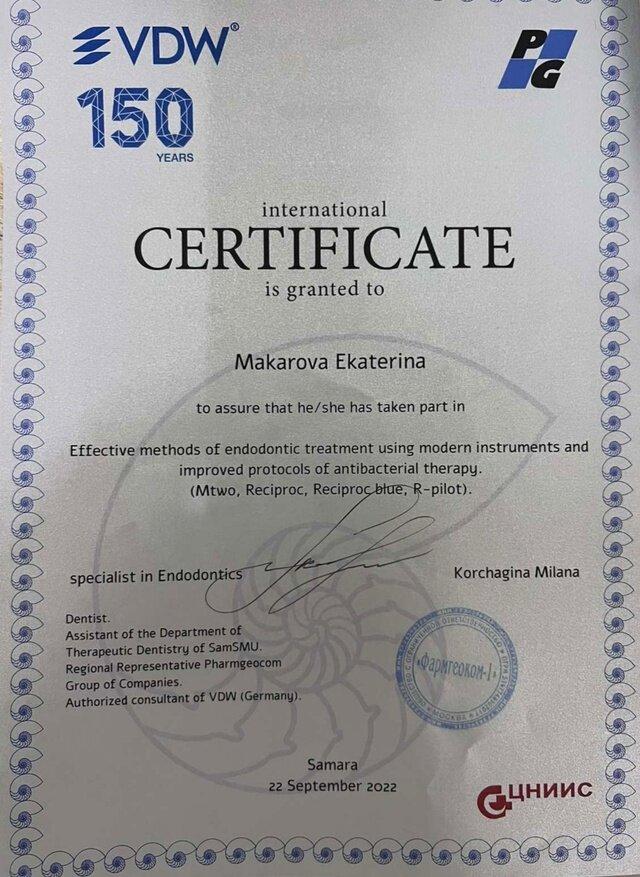 VDW®
150
YEARS
PG
international
CERTIFICATE
is granted to
Makarova Ekaterina
to assure that he/she has taken part in
Effective methods of endodontic treatment using modern instruments and
improved protocols of antibacterial therapy.
(Mtwo, Reciproc, Reciproc blue, R-pilot).
specialist in Endodontics
Korchagina Milana
Dentist.
Assistant of the Department of
Therapeutic Dentistry of SamSMU.
Regional Representative Pharmgeocom
Group of Companies.
Authorized consultant of VDW (Germany).
«Фармгеоком-1»
МОСКВА
Samara
22 September 2022
ЦНИИС